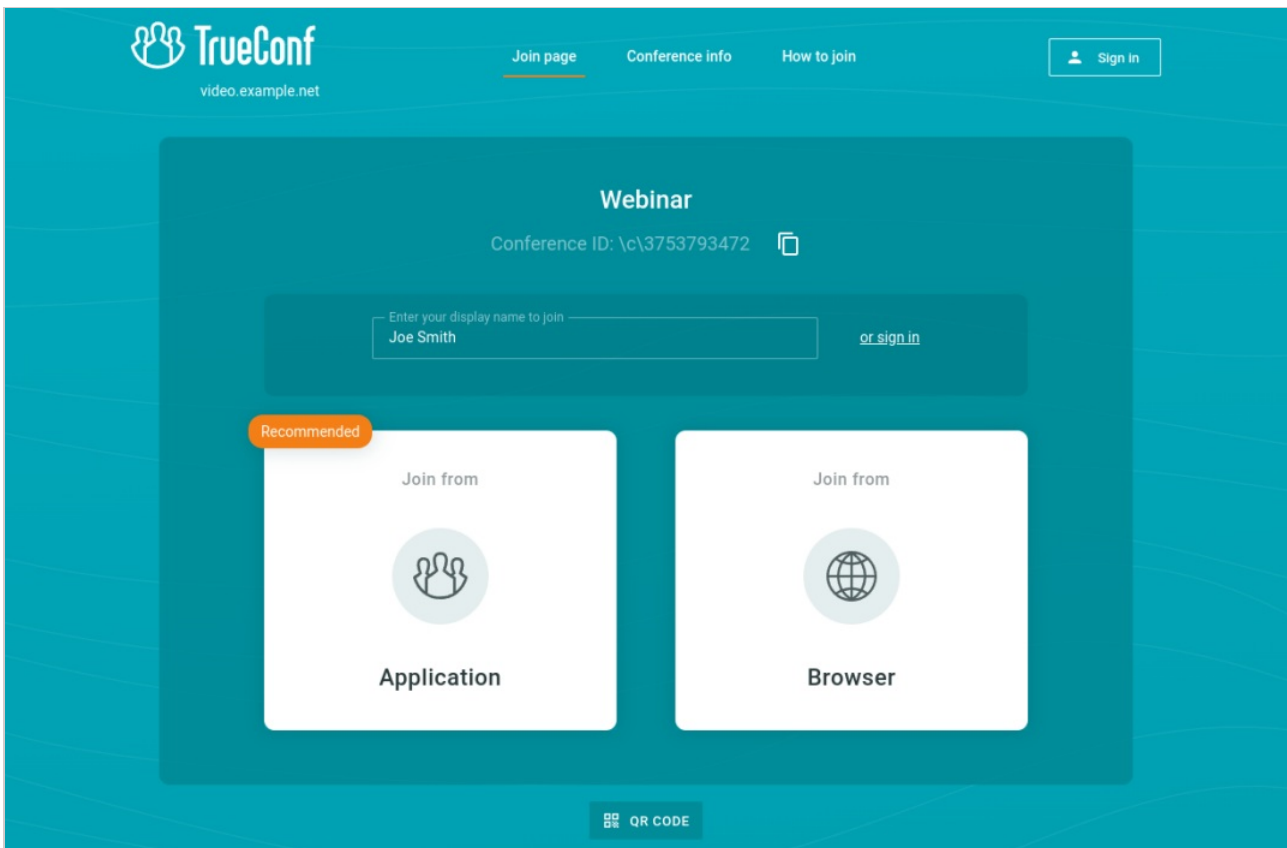 TrueConf
video.example.net
Join page
Conference info
How to join
Sign in
Webinar
Conference ID: \c\3753793472
Enter your display name to join
Joe Smith
or sign in
Recommended
Join from
Application
Join from
Browser
QR CODE